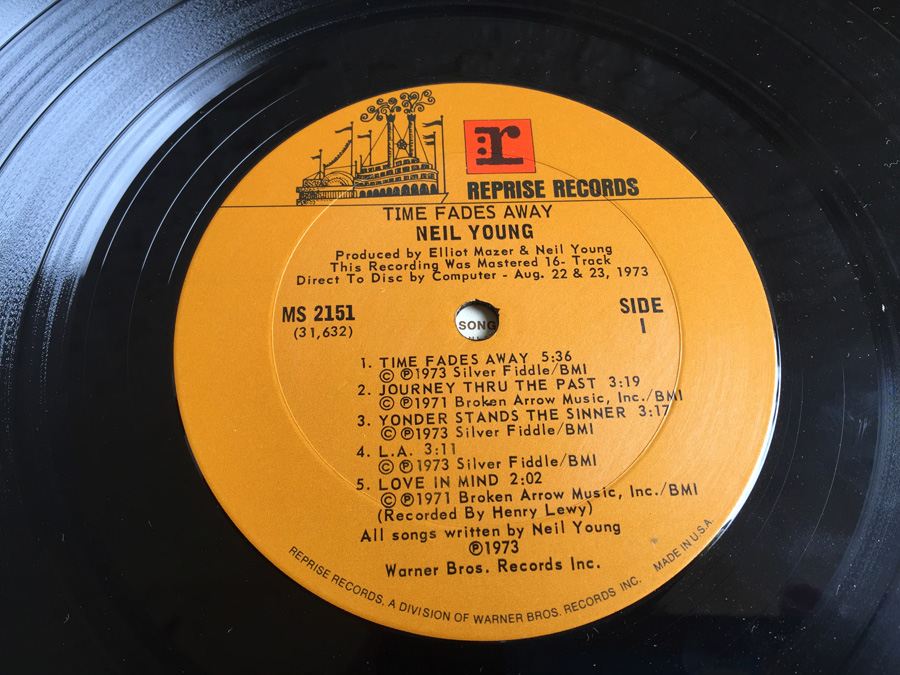 r
REPRISE RECORDS
TIME FADES AWAY
NEIL YOUNG
Produced by Elliot Mazer & Neil Young
This Recording Was Mastered 16- Track
Direct To Disc by Computer - Aug. 22 & 23, 1973
MS 2151
(31,632)
SIDE
1
SONG
1. TIME FADES AWAY 5:36
©℗1973 Silver Fiddle/BMI
2. JOURNEY THRU THE PAST 3:19
©℗1971 Broken Arrow Music, Inc./BMI
3. YONDER STANDS THE SINNER 3:17
©℗1973 Silver Fiddle/BMI
4. L.A. 3:11
©℗1973 Silver Fiddle/BMI
5. LOVE IN MIND 2:02
©℗1971 Broken Arrow Music, Inc./BMI
(Recorded By Henry Lewy)
All songs written by Neil Young
℗1973
Warner Bros. Records Inc.
REPRISE RECORDS, A DIVISION OF WARNER BROS. RECORDS INC. MADE IN U.S.A.